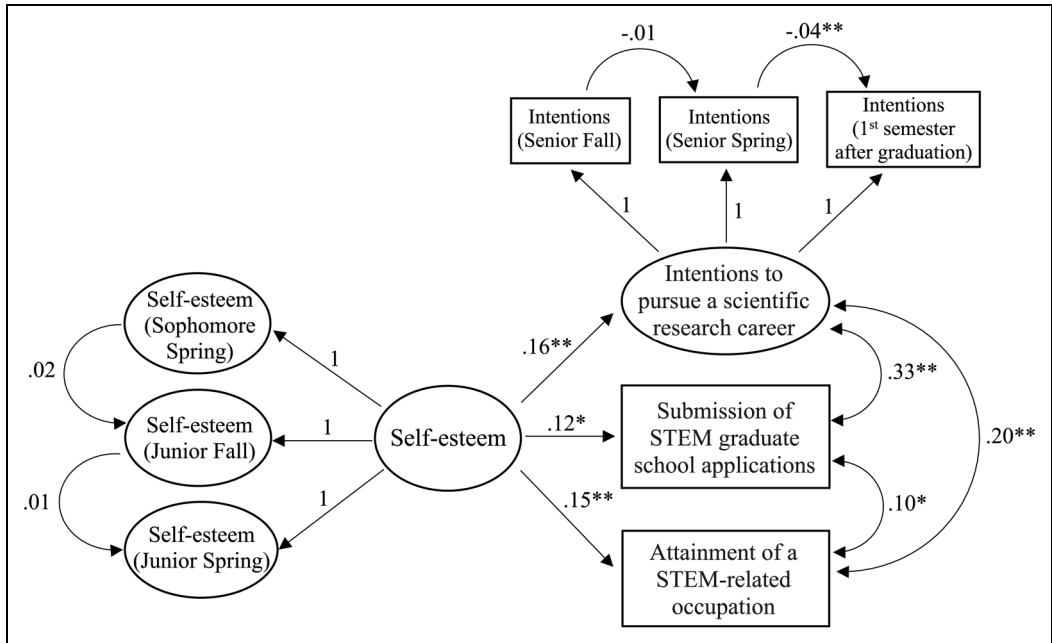 -.01
-.04**
Intentions
(Senior Fall)
Intentions
(Senior Spring)
Intentions
(1st semester
after graduation)
1
1
1
Intentions to
pursue a scientific
research career
Self-esteem
(Sophomore
Spring)
.02
1
.16**
.33**
Self-esteem
(Junior Fall)
1
Self-esteem
.12*
Submission of
STEM graduate
school applications
.20**
.01
1
.15**
.10*
Self-esteem
(Junior Spring)
Attainment of a
STEM-related
occupation